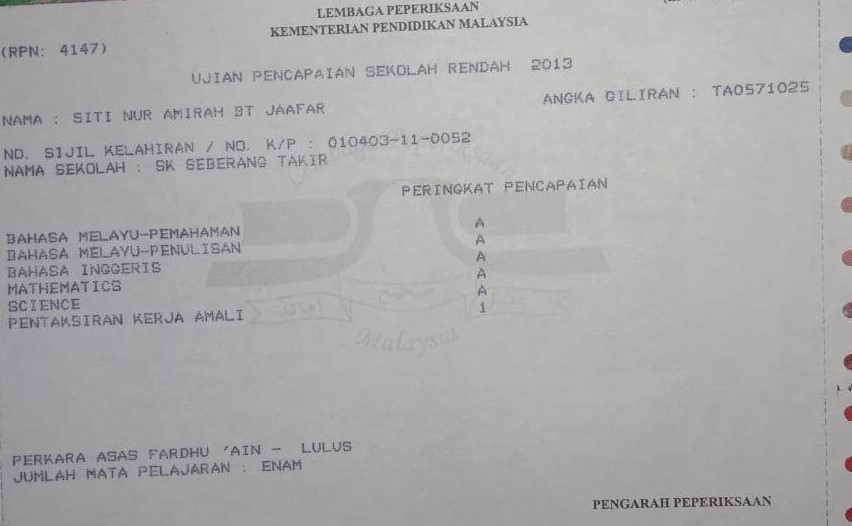 LEMBAGA PEPERIKSAAN
KEMENTERIAN PENDIDIKAN MALAYSIA
(RPN: 4147)
UJIAN PENCAPAIAN SEKOLAH RENDAH 2013
NAMA : SITI NUR AMIRAH BT JAAFAR
ANGKA GILIRAN : TA0571025
NO. SIJIL KELAHIRAN / NO. K/P : 010403-11-0052
NAMA SEKOLAH : SK SEBERANG TAKIR
PERINGKAT PENCAPAIAN
BAHASA MELAYU-PEMAHAMAN A
BAHASA MELAYU-PENULISAN A
BAHASA INGGERIS A
MATHEMATICS A
SCIENCE A
PENTAKSIRAN KERJA AMALI 1
Malaysia
PERKARA ASAS FARDHU 'AIN - LULUS
JUMLAH MATA PELAJARAN : ENAM
PENGARAH PEPERIKSAAN